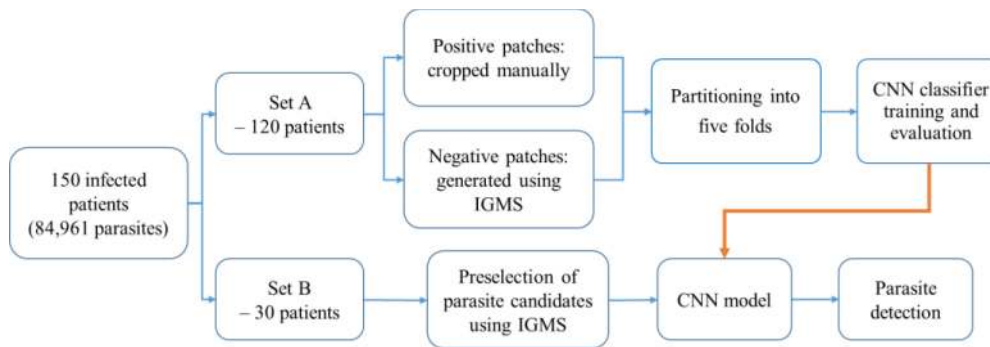 150 infected
patients
(84,961 parasites)
Set A
– 120 patients
Positive patches:
cropped manually
Negative patches:
generated using
IGMS
Partitioning into
five folds
CNN classifier
training and
evaluation
Set B
– 30 patients
Preselection of
parasite candidates
using IGMS
CNN model
Parasite
detection